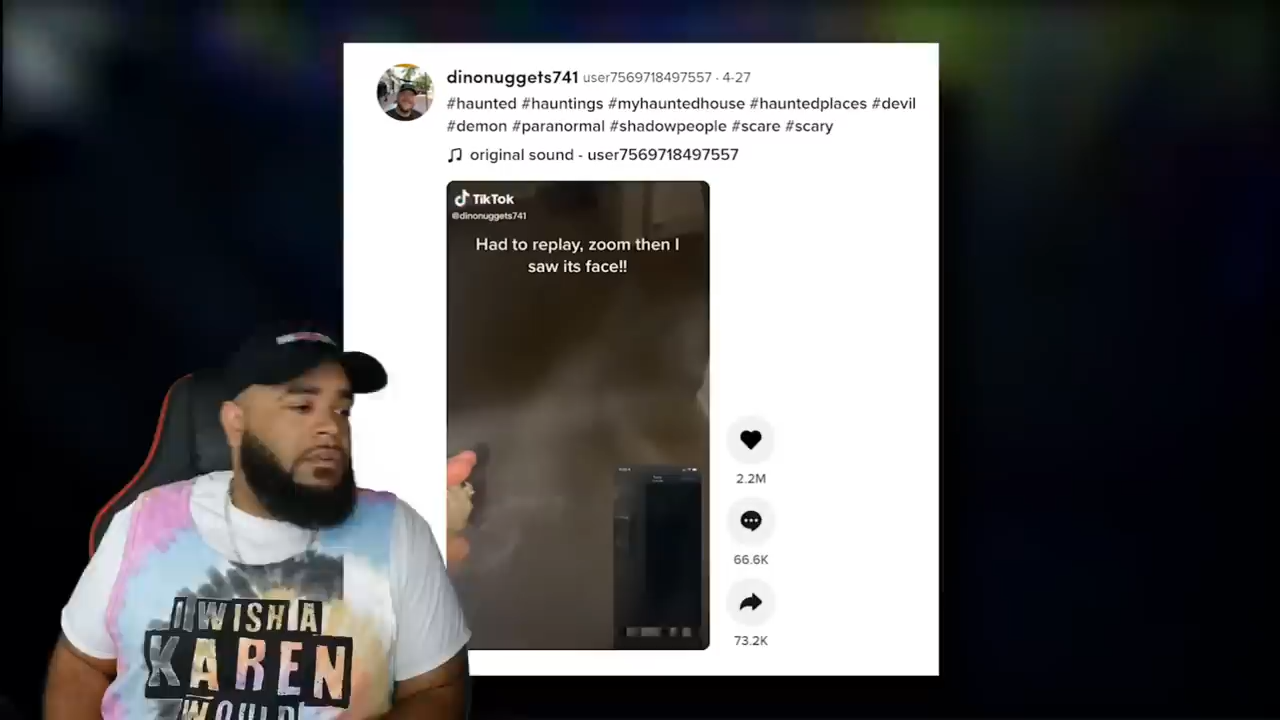 dinonuggets741 user7569718497557 · 4-27
#haunted #hauntings #myhauntedhouse #hauntedplaces #devil
#demon #paranormal #shadowpeople #scare #scary
original sound - user7569718497557
TikTok
@dinonuggets741
Had to replay, zoom then I
saw its face!!
2.2M
66.6K
73.2K
I WISH A
KAREN
WOULD